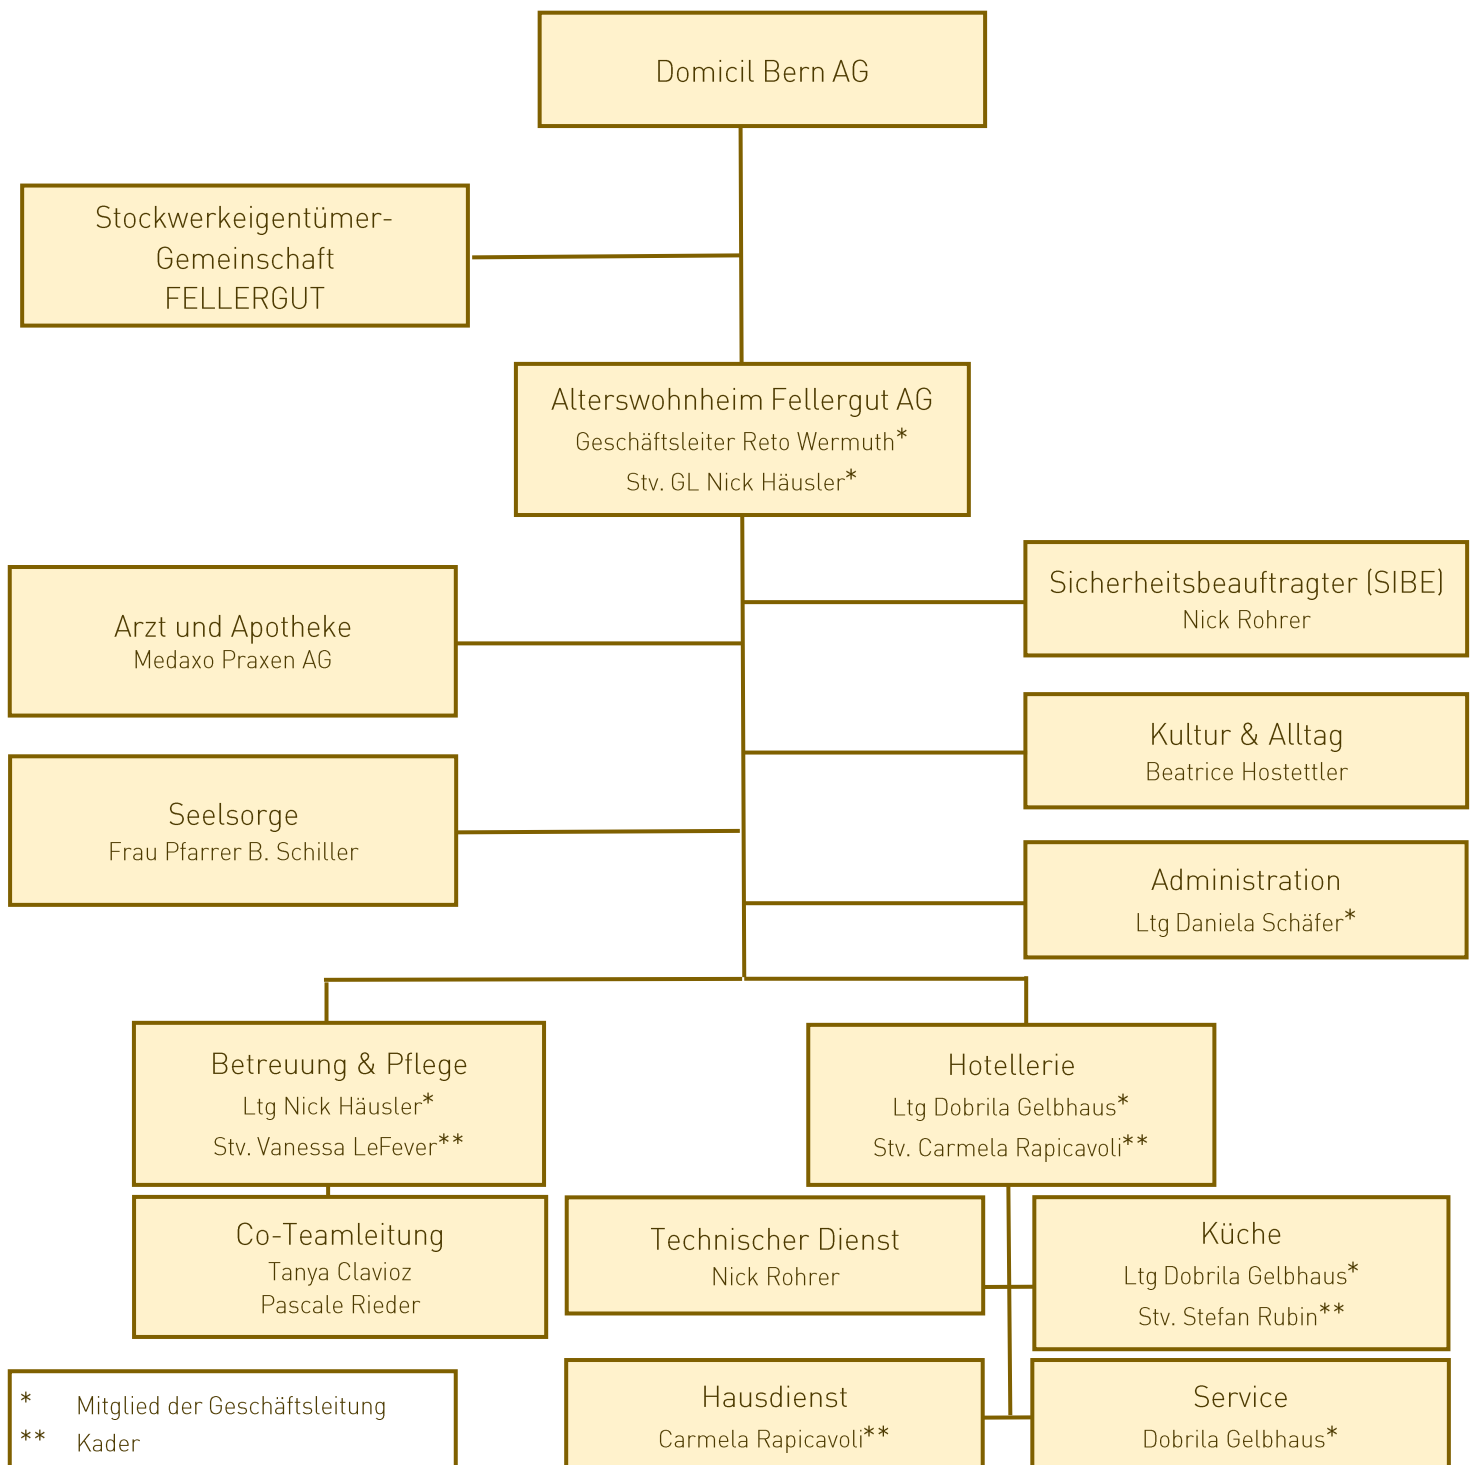 Domicil Bern AG
Stockwerkeigentümer-
Gemeinschaft
FELLERGUT
Alterswohnheim Fellergut AG
Geschäftsleiter Reto Wermuth*
Stv. GL Nick Häusler*
Sicherheitsbeauftragter (SIBE)
Nick Rohrer
Arzt und Apotheke
Medaxo Praxen AG
Kultur & Alltag
Beatrice Hostettler
Seelsorge
Frau Pfarrer B. Schiller
Administration
Ltg Daniela Schäfer*
Betreuung & Pflege
Ltg Nick Häusler*
Stv. Vanessa LeFever**
Hotellerie
Ltg Dobrila Gelbhaus*
Stv. Carmela Rapicavoli**
Co-Teamleitung
Tanya Clavioz
Pascale Rieder
Technischer Dienst
Nick Rohrer
Küche
Ltg Dobrila Gelbhaus*
Stv. Stefan Rubin**
Hausdienst
Carmela Rapicavoli**
Service
Dobrila Gelbhaus*
* Mitglied der Geschäftsleitung
** Kader